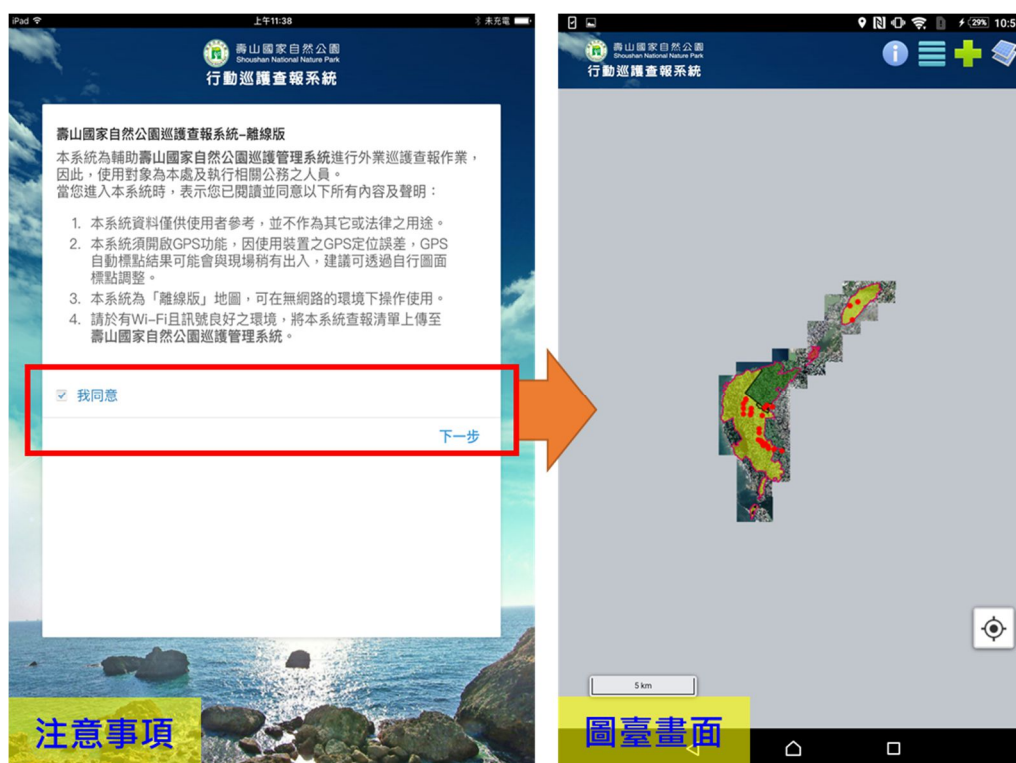 iPad 上午11:38 未充電
壽山國家自然公園
Shoushan National Nature Park
行動巡護查報系統
壽山國家自然公園巡護查報系統–離線版
本系統為輔助壽山國家自然公園巡護管理系統進行外業巡護查報作業，
因此，使用對象為本處及執行相關公務之人員。
當您進入本系統時，表示您已閱讀並同意以下所有內容及聲明：
1. 本系統資料僅供使用者參考，並不作為其它或法律之用途。
2. 本系統須開啟GPS功能，因使用裝置之GPS定位誤差，GPS
自動標點結果可能會與現場稍有出入，建議可透過自行圖面
標點調整。
3. 本系統為「離線版」地圖，可在無網路的環境下操作使用。
4. 請於有Wi–Fi且訊號良好之環境，將本系統查報清單上傳至
壽山國家自然公園巡護管理系統。
我同意
下一步
注意事項
29% 10:5
壽山國家自然公園
Shoushan National Nature Park
行動巡護查報系統
5 km
圖臺畫面